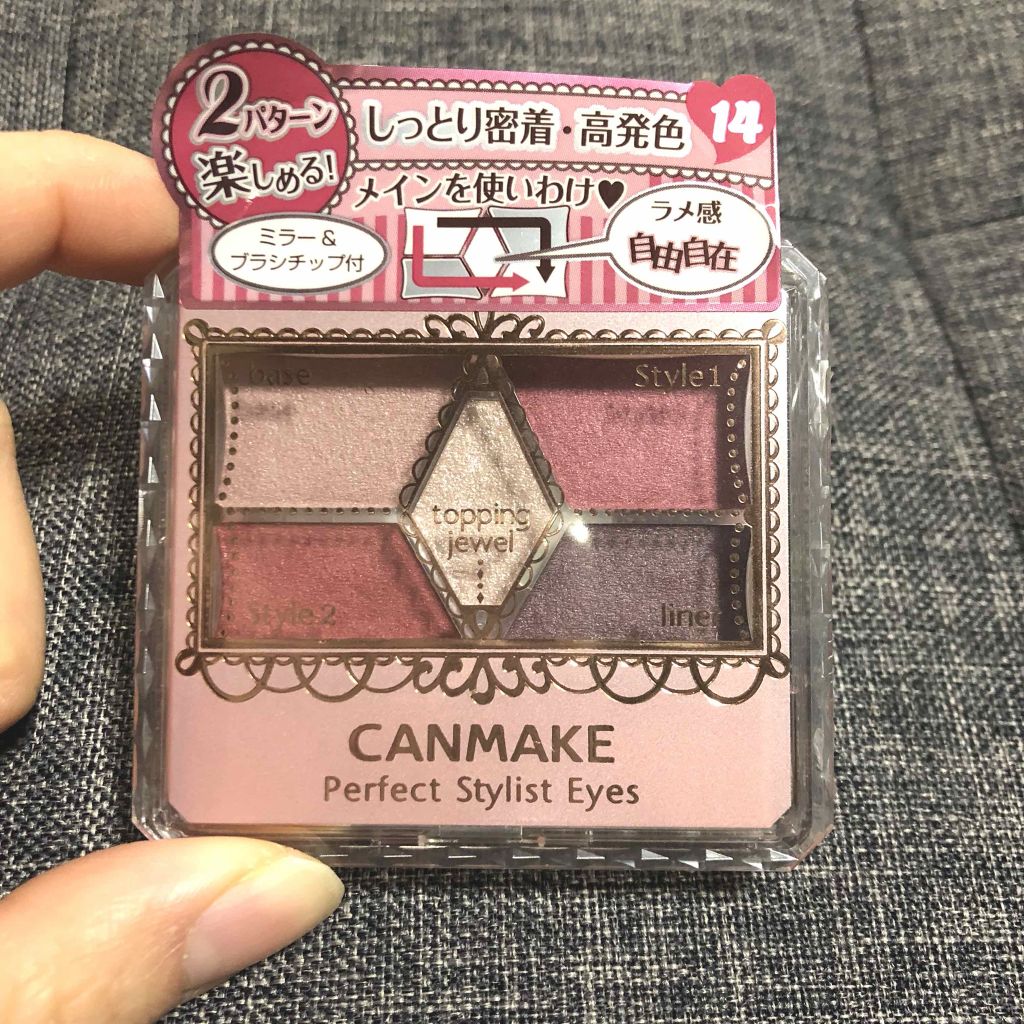 2パターン
楽しめる!
しっとり密着・高発色
14
メインを使いわけ♥
ミラー&
ブラシチップ付
ラメ感
自由自在
base
Style1
topping
jewel
Style2
liner
CANMAKE
Perfect Stylist Eyes